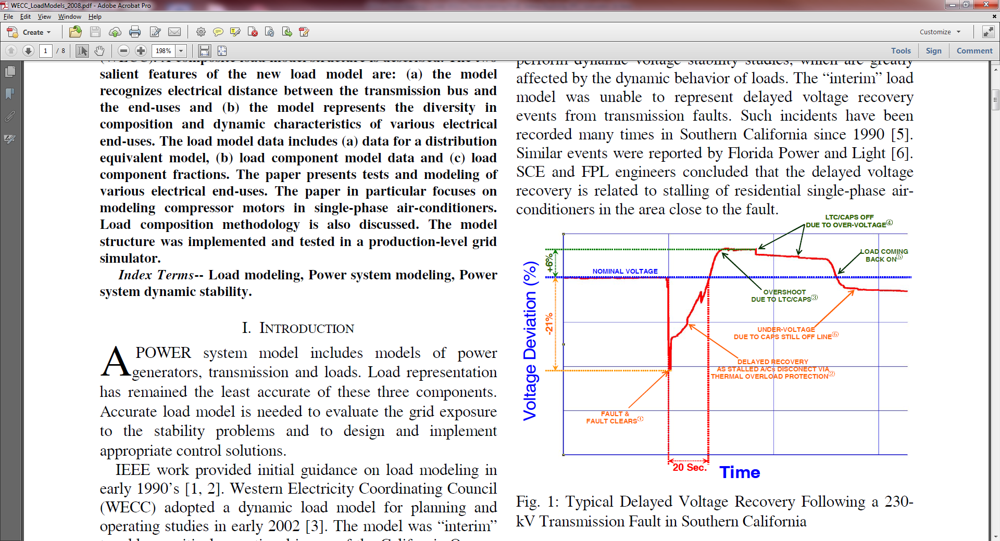 WECC_LoadModels_2008.pdf - Adobe Acrobat Pro
File Edit View Window Help
Create
Customize
1 / 8
198%
Tools Sign Comment
(WECC). A composite load model structure is described. The two
salient features of the new load model are: (a) the model
recognizes electrical distance between the transmission bus and
the end-uses and (b) the model represents the diversity in
composition and dynamic characteristics of various electrical
end-uses. The load model data includes (a) data for a distribution
equivalent model, (b) load component model data and (c) load
component fractions. The paper presents tests and modeling of
various electrical end-uses. The paper in particular focuses on
modeling compressor motors in single-phase air-conditioners.
Load composition methodology is also discussed. The model
structure was implemented and tested in a production-level grid
simulator.
Index Terms-- Load modeling, Power system modeling, Power
system dynamic stability.
I. INTRODUCTION
A POWER system model includes models of power
generators, transmission and loads. Load representation
has remained the least accurate of these three components.
Accurate load model is needed to evaluate the grid exposure
to the stability problems and to design and implement
appropriate control solutions.
IEEE work provided initial guidance on load modeling in
early 1990's [1, 2]. Western Electricity Coordinating Council
(WECC) adopted a dynamic load model for planning and
operating studies in early 2002 [3]. The model was “interim”
perform dynamic voltage stability studies, which are greatly
affected by the dynamic behavior of loads. The “interim” load
model was unable to represent delayed voltage recovery
events from transmission faults. Such incidents have been
recorded many times in Southern California since 1990 [5].
Similar events were reported by Florida Power and Light [6].
SCE and FPL engineers concluded that the delayed voltage
recovery is related to stalling of residential single-phase air-
conditioners in the area close to the fault.
LTC/CAPS OFF
DUE TO OVER-VOLTAGE④
LOAD COMING
BACK ON⑤
+6%
NOMINAL VOLTAGE
OVERSHOOT
DUE TO LTC/CAPS③
-21%
Voltage Deviation (%)
UNDER-VOLTAGE
DUE TO CAPS STILL OFF LINE⑥
DELAYED RECOVERY
AS STALLED A/Cs DISCONECT VIA
THERMAL OVERLOAD PROTECTION②
FAULT &
FAULT CLEARS①
20 Sec.
Time
Fig. 1: Typical Delayed Voltage Recovery Following a 230-
kV Transmission Fault in Southern California